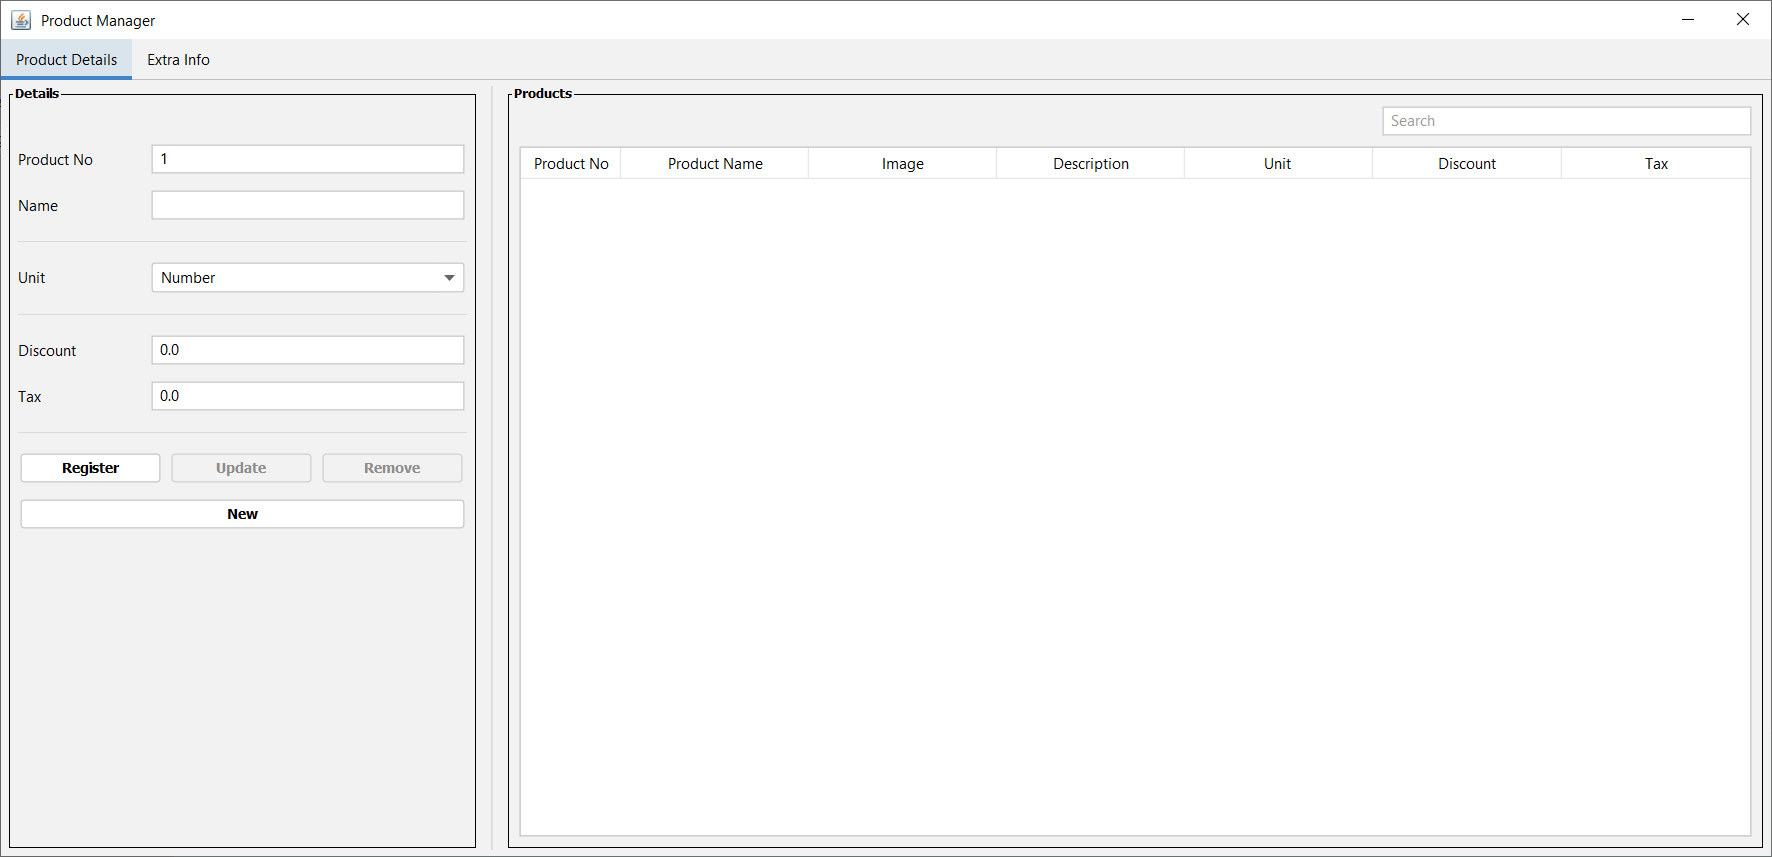 Product Manager
Product Details Extra Info
Details
Product No 1
Name
Unit Number
Discount 0.0
Tax 0.0
Register Update Remove
New
Products
Search
Product No Product Name Image Description Unit Discount Tax